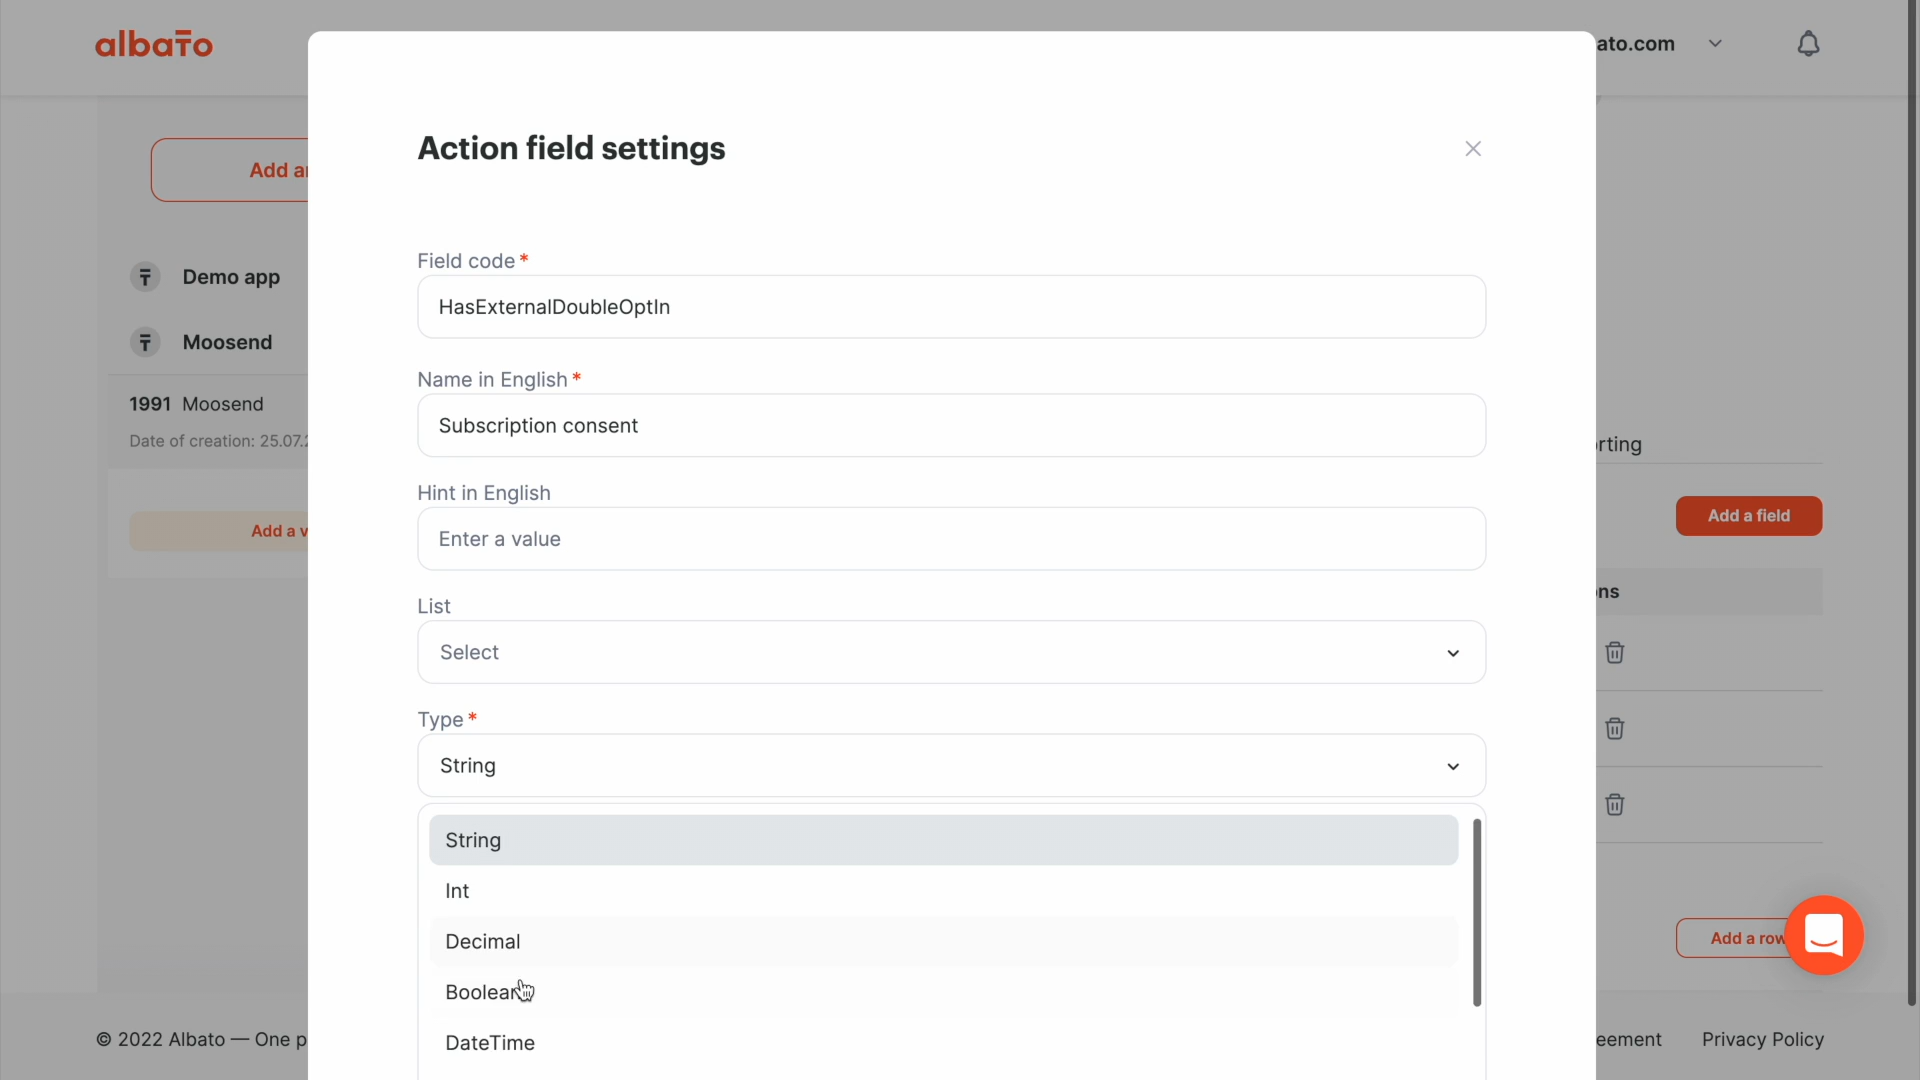 albato
ato.com
Add a
Action field settings
Field code *
HasExternalDoubleOptIn
Demo app
Moosend
Name in English *
1991 Moosend
Subscription consent
Date of creation: 25.07.2
rting
Hint in English
Add a v
Enter a value
Add a field
ns
List
Select
Type *
String
String
Int
Decimal
Add a row
Boolean
DateTime
© 2022 Albato — One p
eement
Privacy Policy